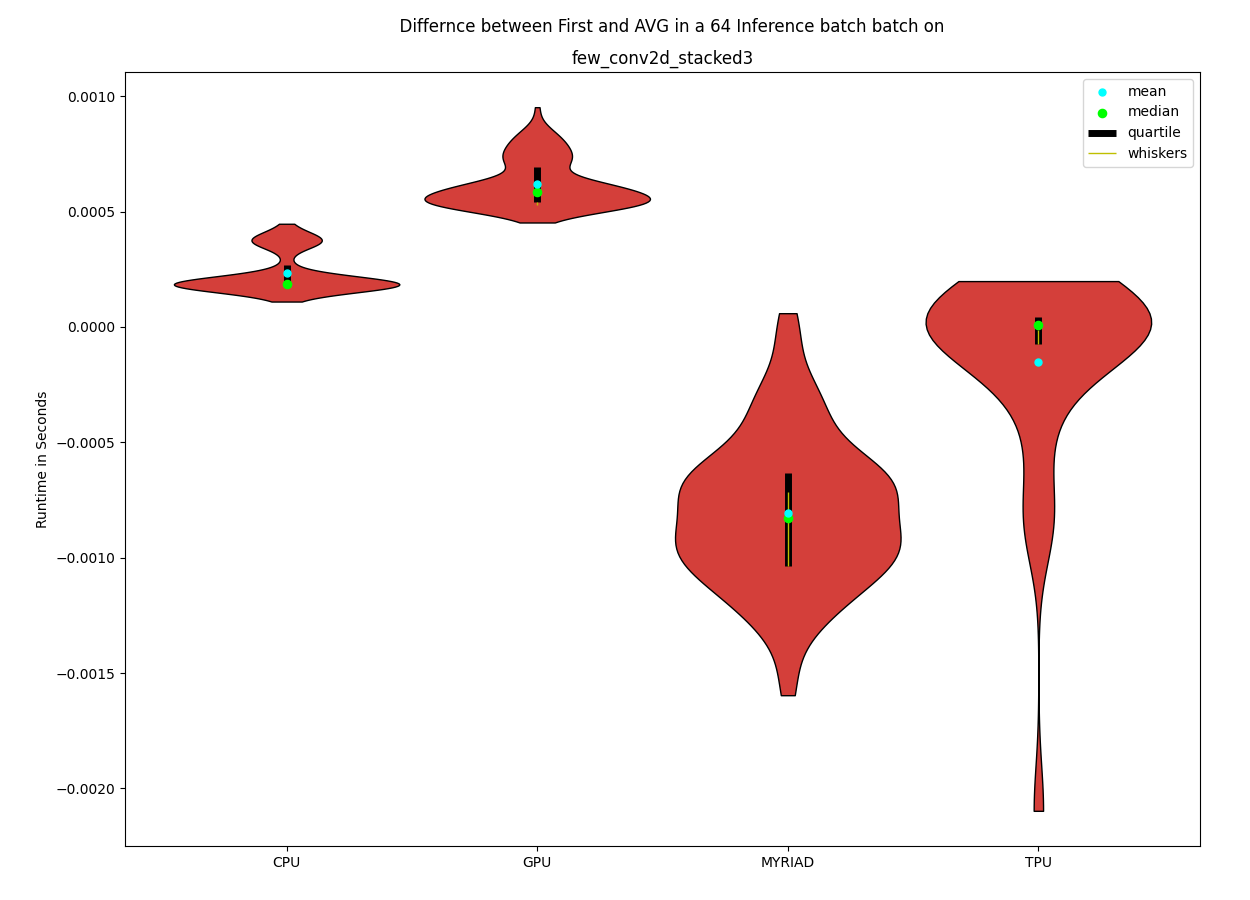 Differnce between First and AVG in a 64 Inference batch batch on
few_conv2d_stacked3
mean
median
quartile
whiskers
0.0010
0.0005
0.0000
−0.0005
−0.0010
−0.0015
−0.0020
Runtime in Seconds
CPU GPU MYRIAD TPU